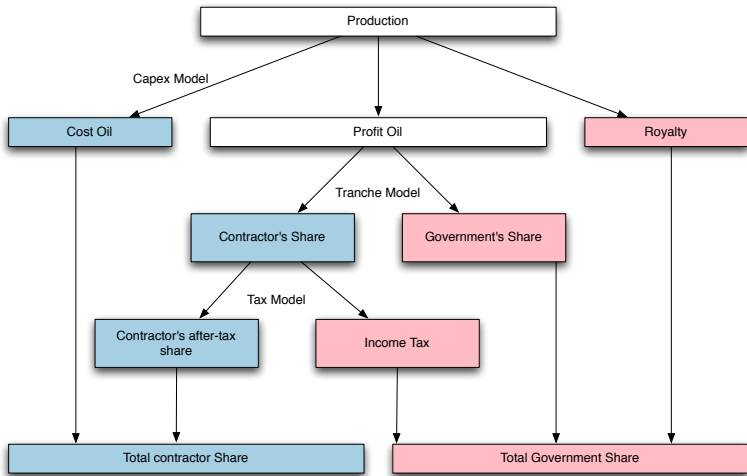 Production
Capex Model
Cost Oil
Profit Oil
Royalty
Tranche Model
Contractor's Share
Government's Share
Tax Model
Contractor's after-tax
share
Income Tax
Total contractor Share
Total Government Share